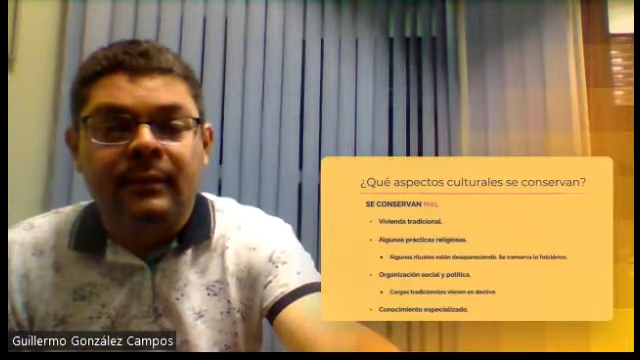 ¿Qué aspectos culturales se conservan?
SE CONSERVAN MAL
Vivienda tradicional.
Algunas prácticas religiosas.
Algunos rituales están desapareciendo. Se conserva lo folclórico.
Organización social y política.
Cargos tradicionales vienen en declive
Conocimiento especializado.
Guillermo González Campos